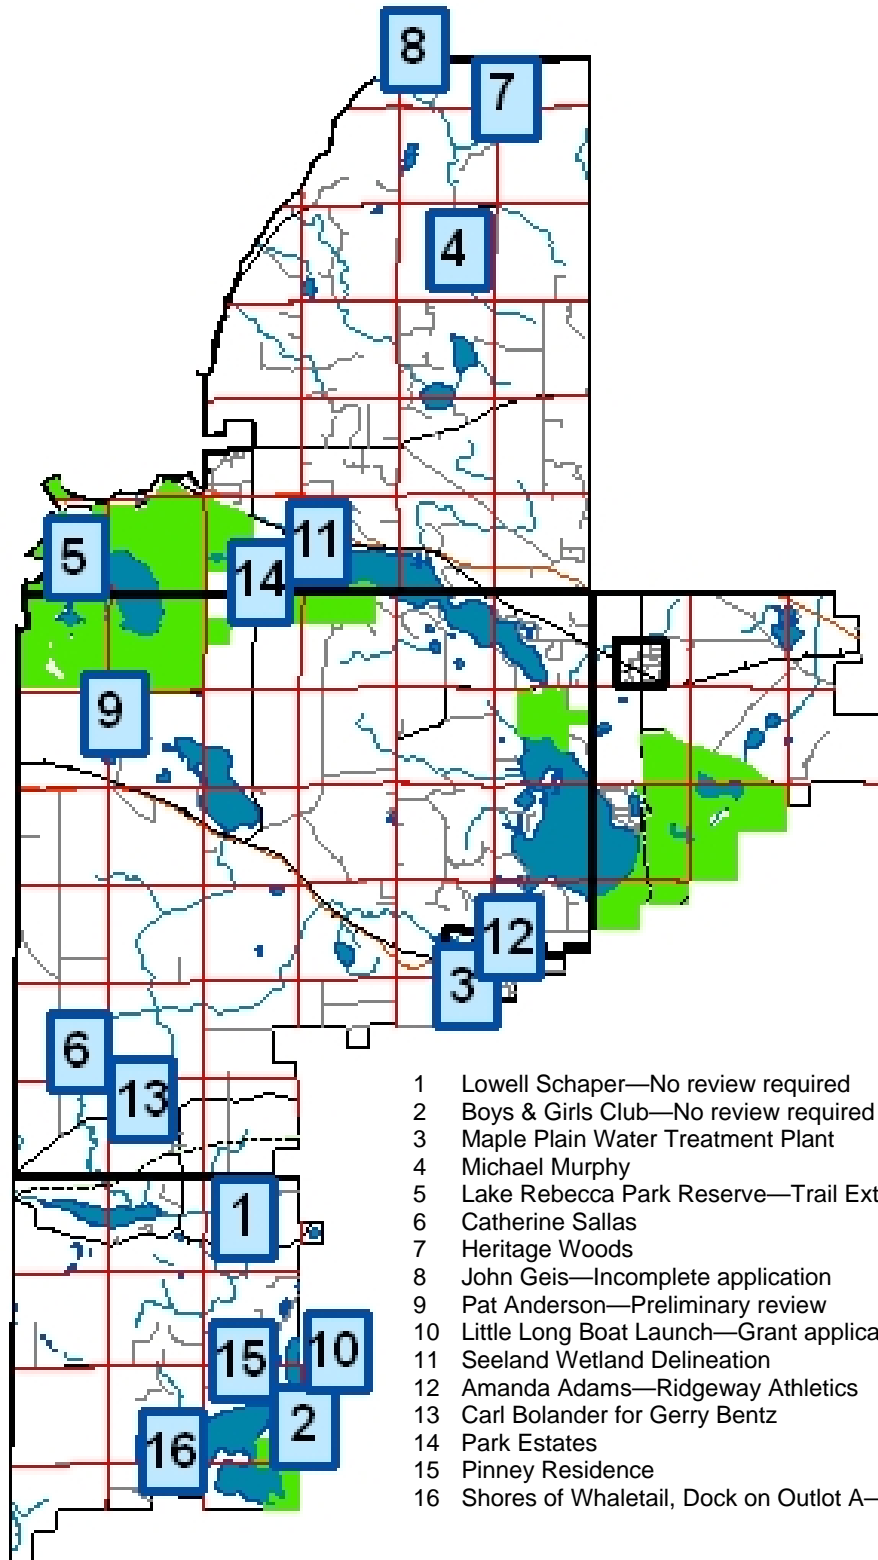 8
7
4
11
5
14
9
12
3
6
13
1
10
15
2
16
1 Lowell Schaper—No review required
2 Boys & Girls Club—No review required
3 Maple Plain Water Treatment Plant
4 Michael Murphy
5 Lake Rebecca Park Reserve—Trail Ext
6 Catherine Sallas
7 Heritage Woods
8 John Geis—Incomplete application
9 Pat Anderson—Preliminary review
10 Little Long Boat Launch—Grant applica
11 Seeland Wetland Delineation
12 Amanda Adams—Ridgeway Athletics
13 Carl Bolander for Gerry Bentz
14 Park Estates
15 Pinney Residence
16 Shores of Whaletail, Dock on Outlot A—